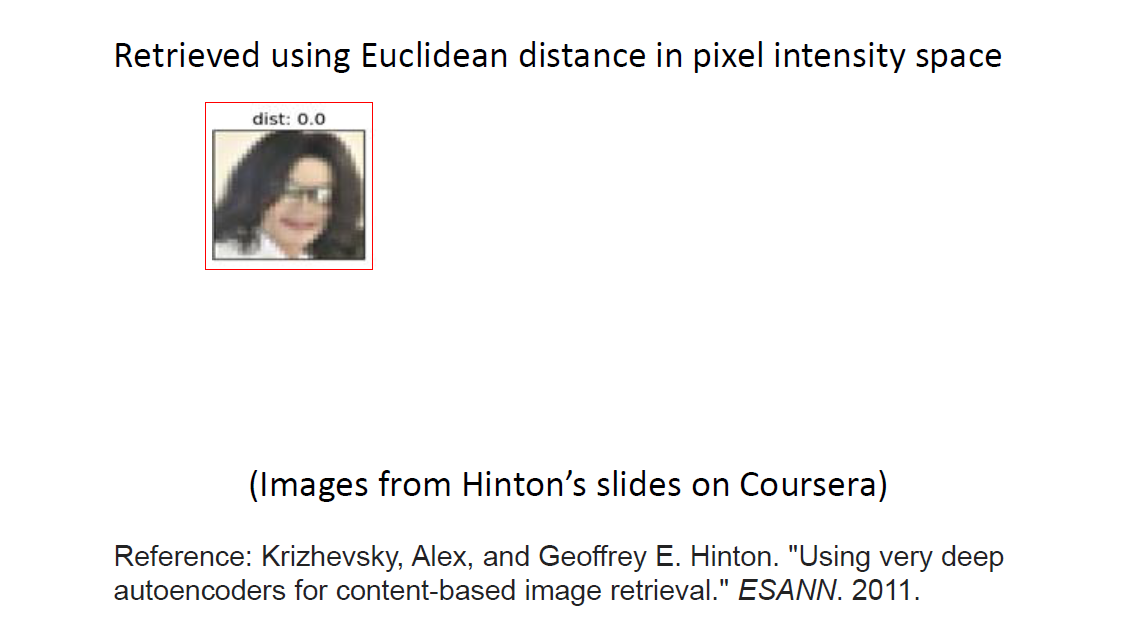 Retrieved using Euclidean distance in pixel intensity space
dist: 0.0
(Images from Hinton’s slides on Coursera)
Reference: Krizhevsky, Alex, and Geoffrey E. Hinton. "Using very deep
autoencoders for content-based image retrieval." ESANN. 2011.